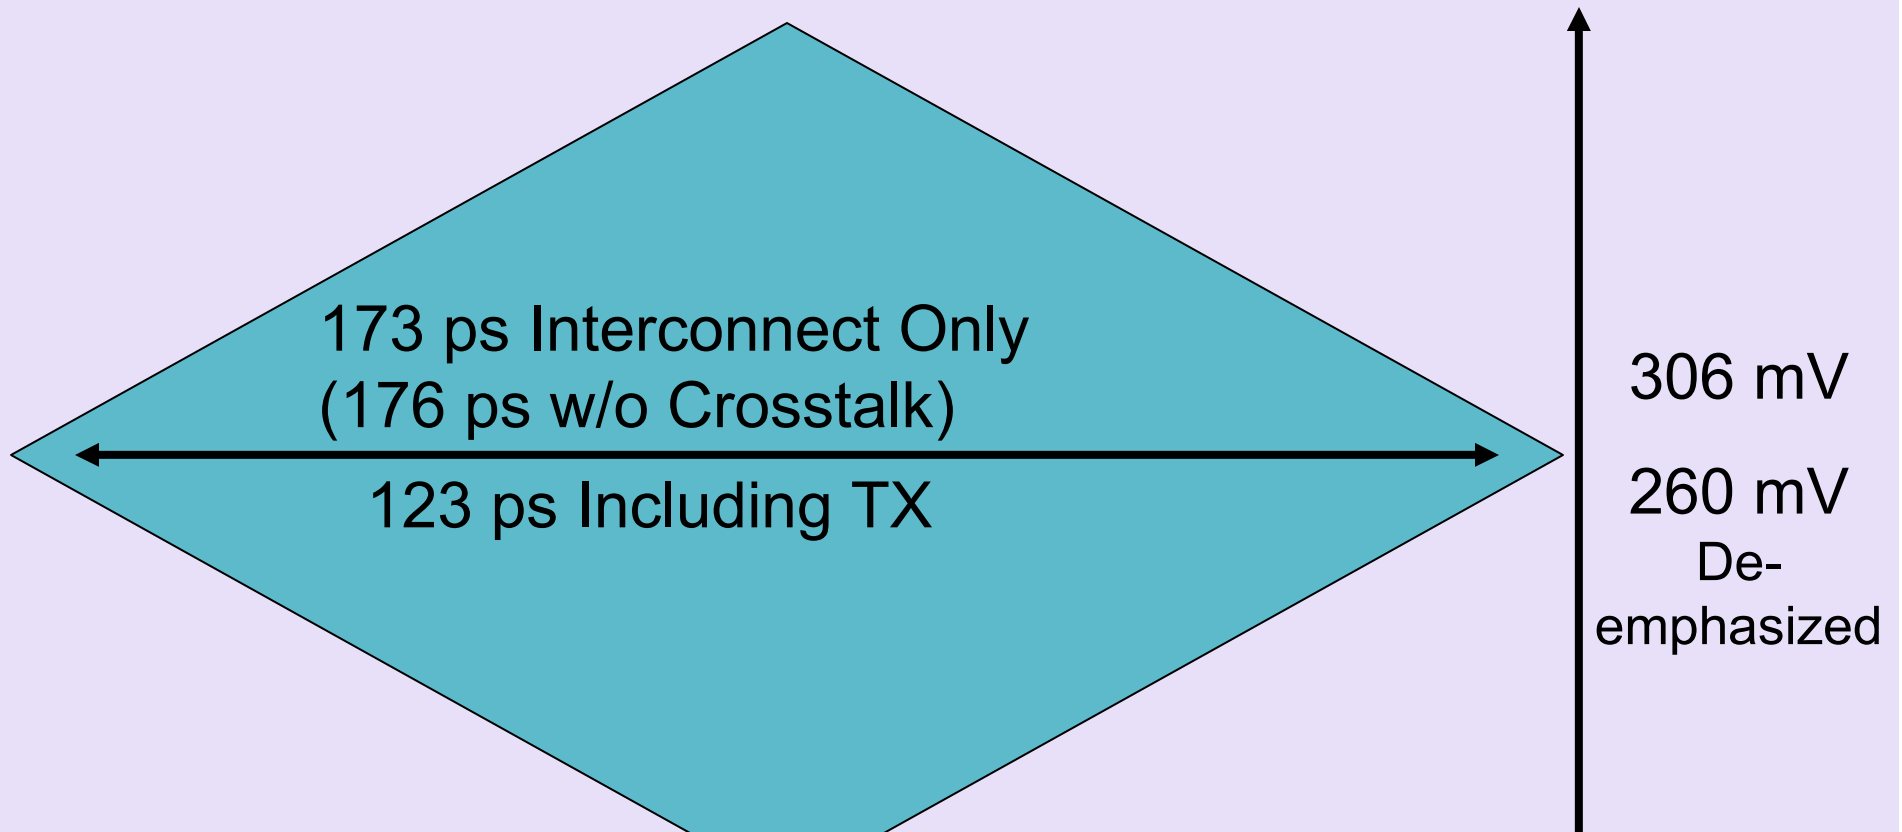 173 ps Interconnect Only
(176 ps w/o Crosstalk)
123 ps Including TX
306 mV
260 mV
De-
emphasized